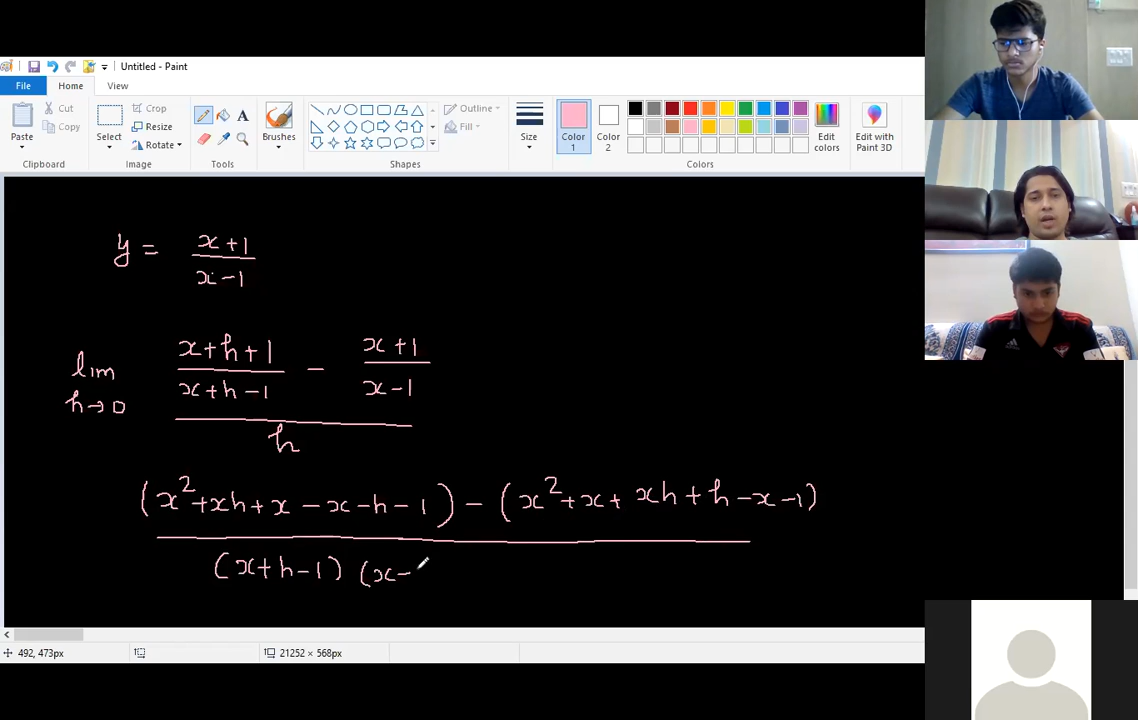 Untitled - Paint
File Home View
Paste
Cut
Copy
Clipboard
Select
Crop
Resize
Rotate
Image
A
Tools
Brushes
Outline
Fill
Shapes
Size
Color 1
Color 2
Edit colors
Colors
Edit with Paint 3D
y = x+1
x-1
lim x+h+1 - x+1
h→0 x+h-1 x-1
h
(x²+xh+x-x-h-1) - (x²+x+xh+h-x-1)
(x+h-1) (x-
492, 473px
21252 × 568px